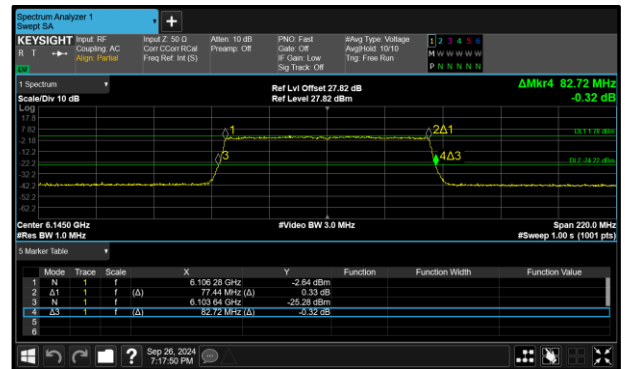 Spectrum Analyzer 1
Swept SA
KEYSIGHT
R T
Input: RF
Coupling: AC
Align: Partial
Input Z: 50 Ω
Corr CCorr RCal
Freq Ref: Int (S)
Atten: 10 dB
Preamp: Off
PNO: Fast
Gate: Off
IF Gain: Low
Sig Track: Off
#Avg Type: Voltage
Avg|Hold: 10/10
Trig: Free Run
1 2 3 4 5 6
M W W W W W
P N N N N N
1 Spectrum
Scale/Div 10 dB
Ref Lvl Offset 27.82 dB
Ref Level 27.82 dBm
ΔMkr4 82.72 MHz
-0.32 dB
Log
17.8
7.82
-2.18
-12.2
-22.2
-32.2
-42.2
-52.2
-62.2
1
2Δ1
3
4Δ3
Center 6.1450 GHz
#Res BW 1.0 MHz
#Video BW 3.0 MHz
Span 220.0 MHz
#Sweep 1.00 s (1001 pts)
5 Marker Table
Mode Trace Scale X Y Function Function Width Function Value
1 N 1 f 6.106 28 GHz -2.64 dBm
2 Δ1 1 f (Δ) 77.44 MHz (Δ) 0.33 dB
3 N 1 f 6.103 64 GHz -25.28 dBm
4 Δ3 1 f (Δ) 82.72 MHz (Δ) -0.32 dB
5
6
Sep 26, 2024
7:17:50 PM